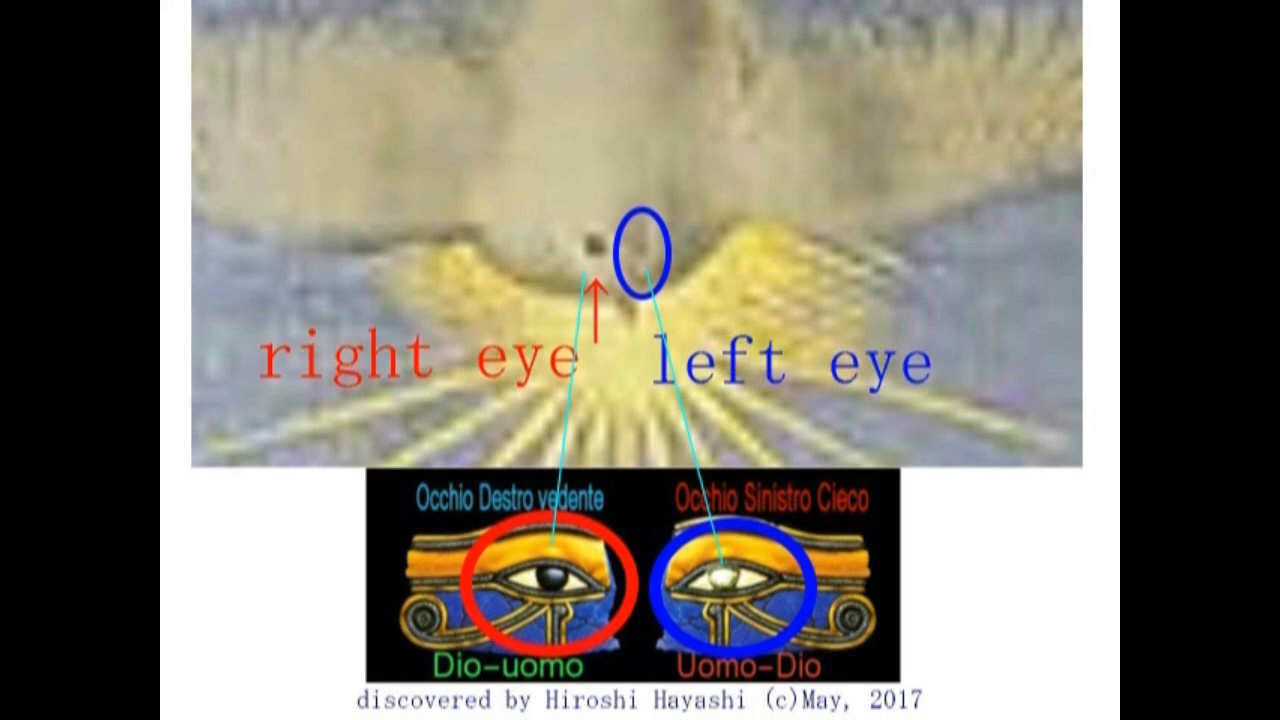 right eye
left eye
Occhio Destro vedente
Occhio Sinistro Cieco
Dio-uomo
Uomo-Dio
discovered by Hiroshi Hayashi (c)May, 2017